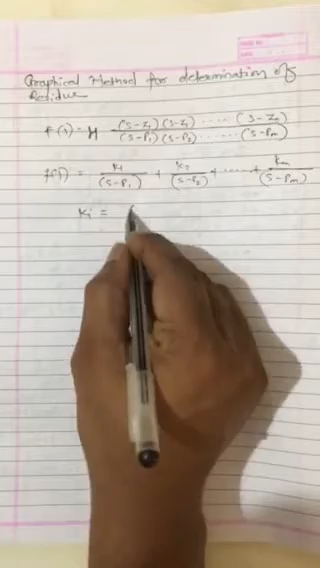 Graphical Method for determination of
Residue
F(s) = H (s-z1)(s-z2) ...... (s-zn) / (s-p1)(s-p2) ...... (s-pm)
f(s) = k1/(s-p1) + k2/(s-p2) + ...... + km/(s-pm)
Ki = (